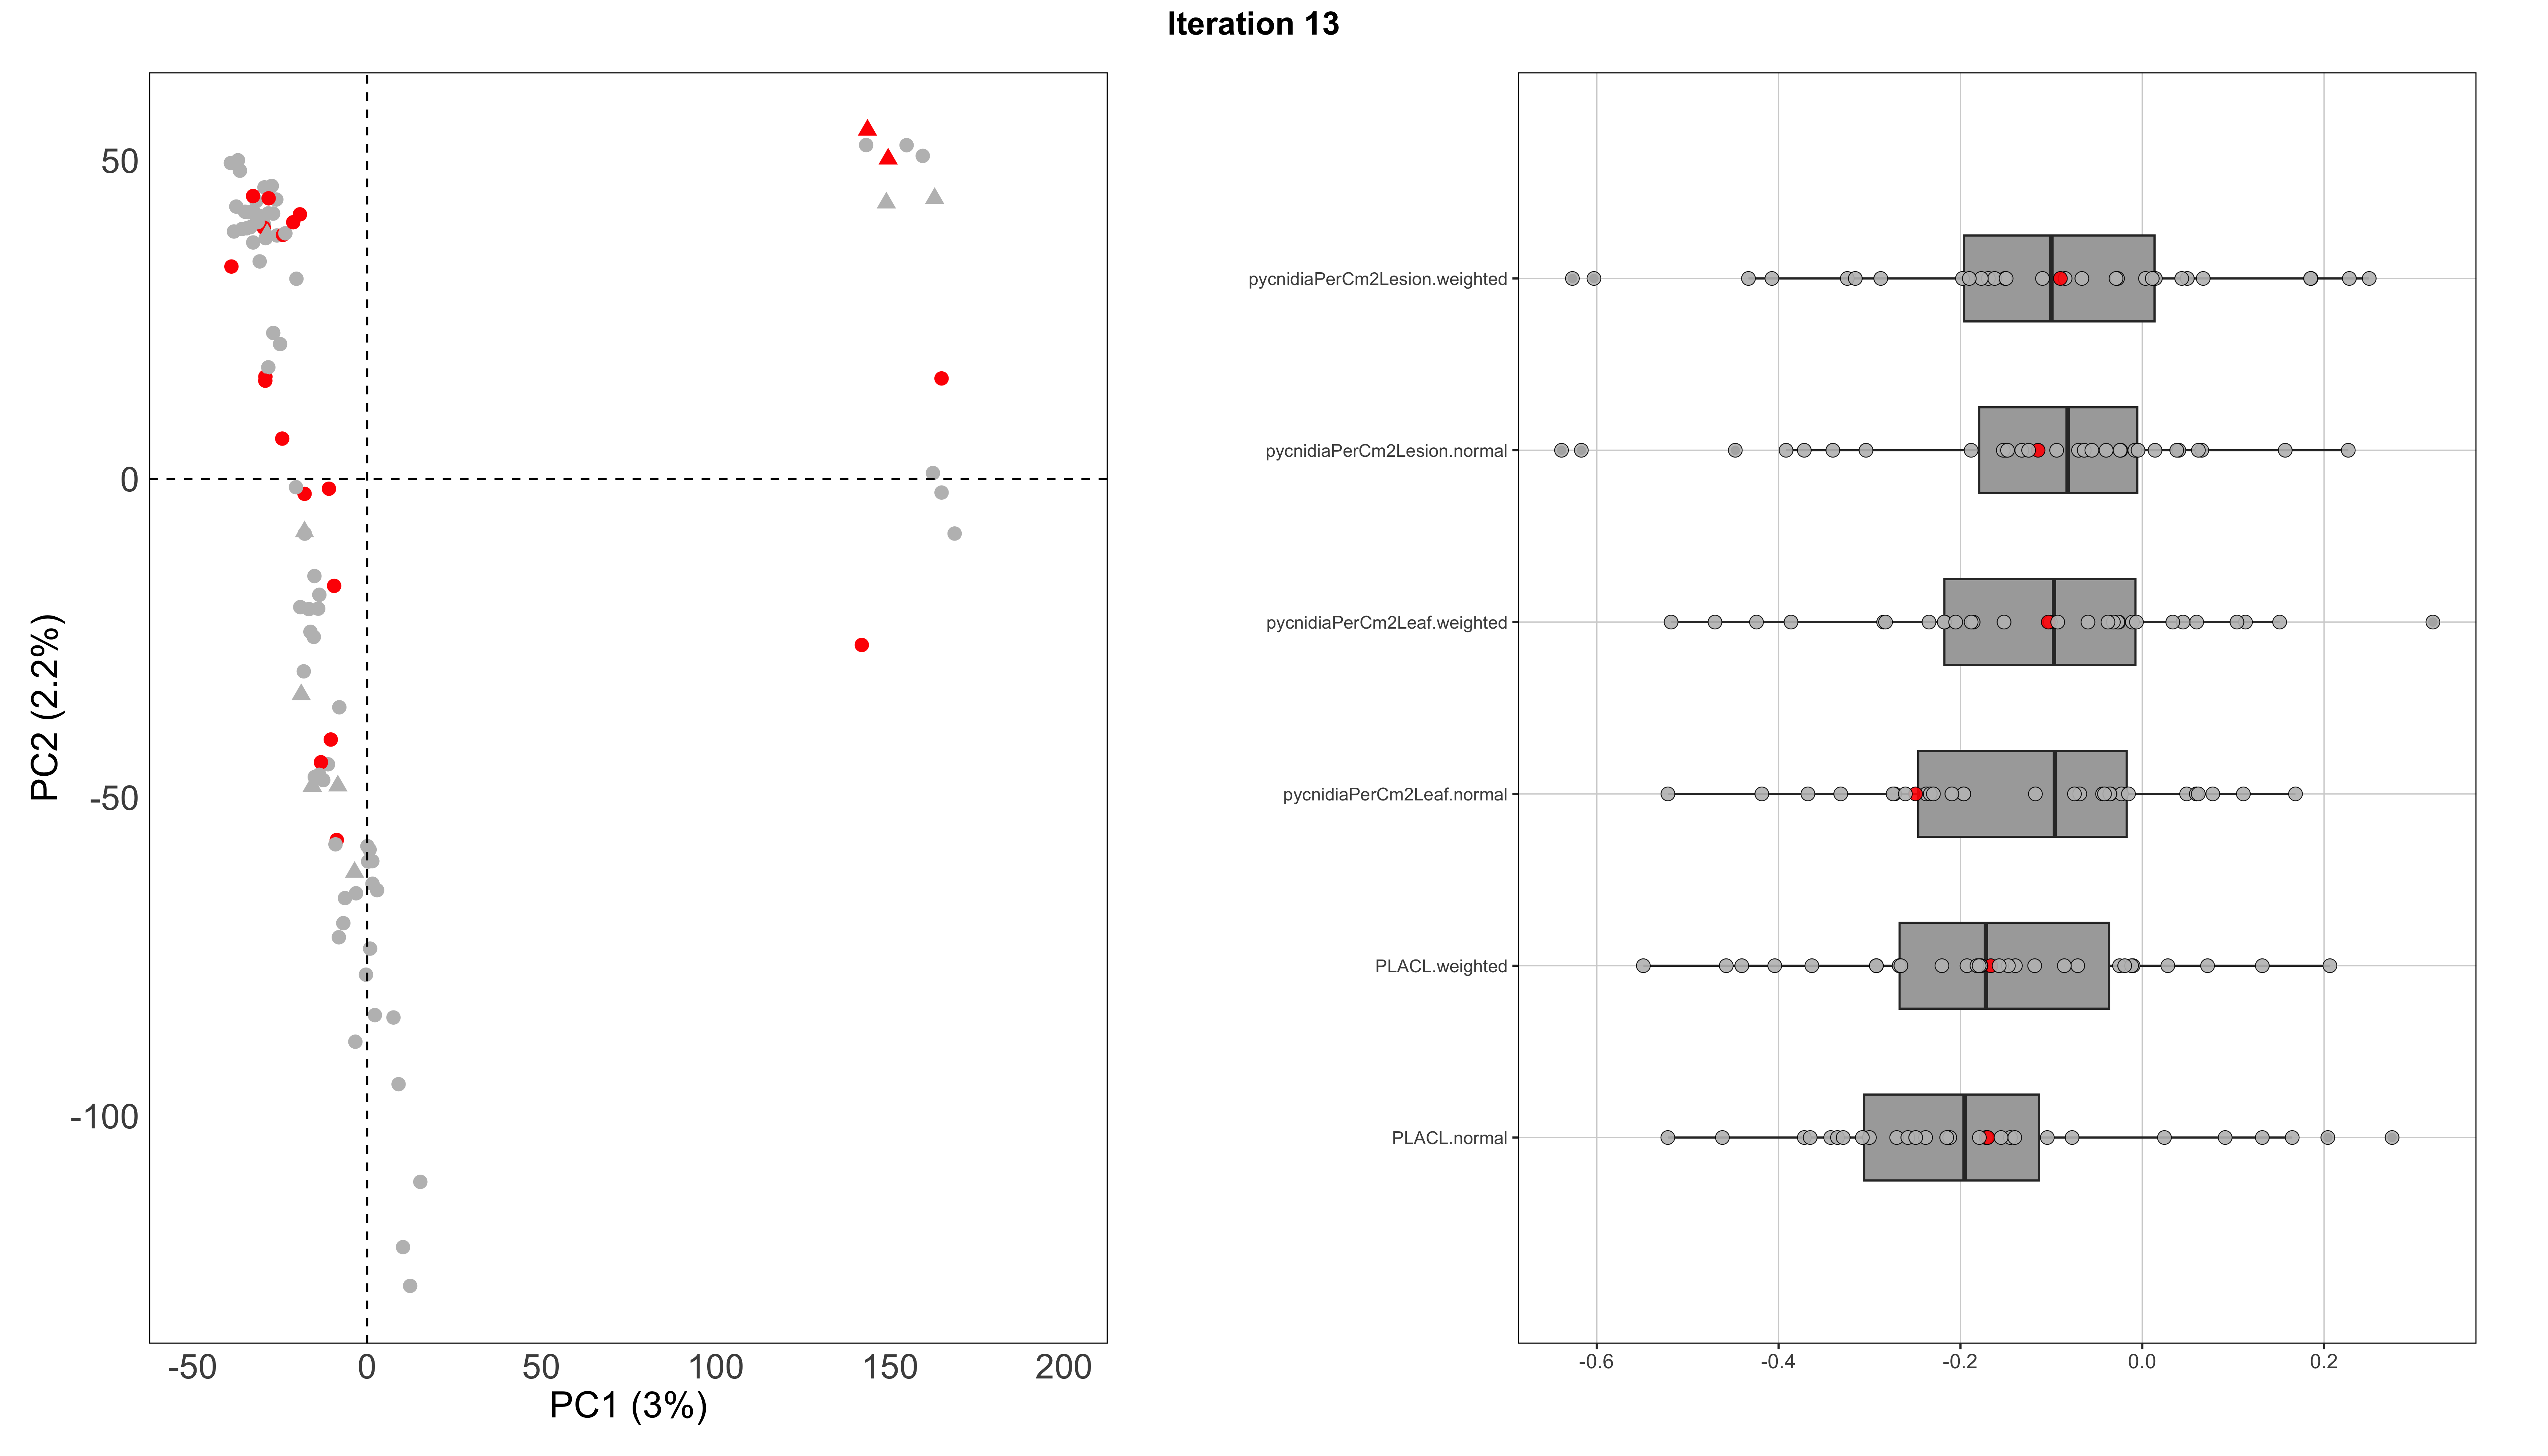 Iteration 13
PC2 (2.2%)
50
0
-50
-100
-50 0 50 100 150 200
PC1 (3%)
pycnidiaPerCm2Lesion.weighted
pycnidiaPerCm2Lesion.normal
pycnidiaPerCm2Leaf.weighted
pycnidiaPerCm2Leaf.normal
PLACL.weighted
PLACL.normal
-0.6 -0.4 -0.2 0.0 0.2